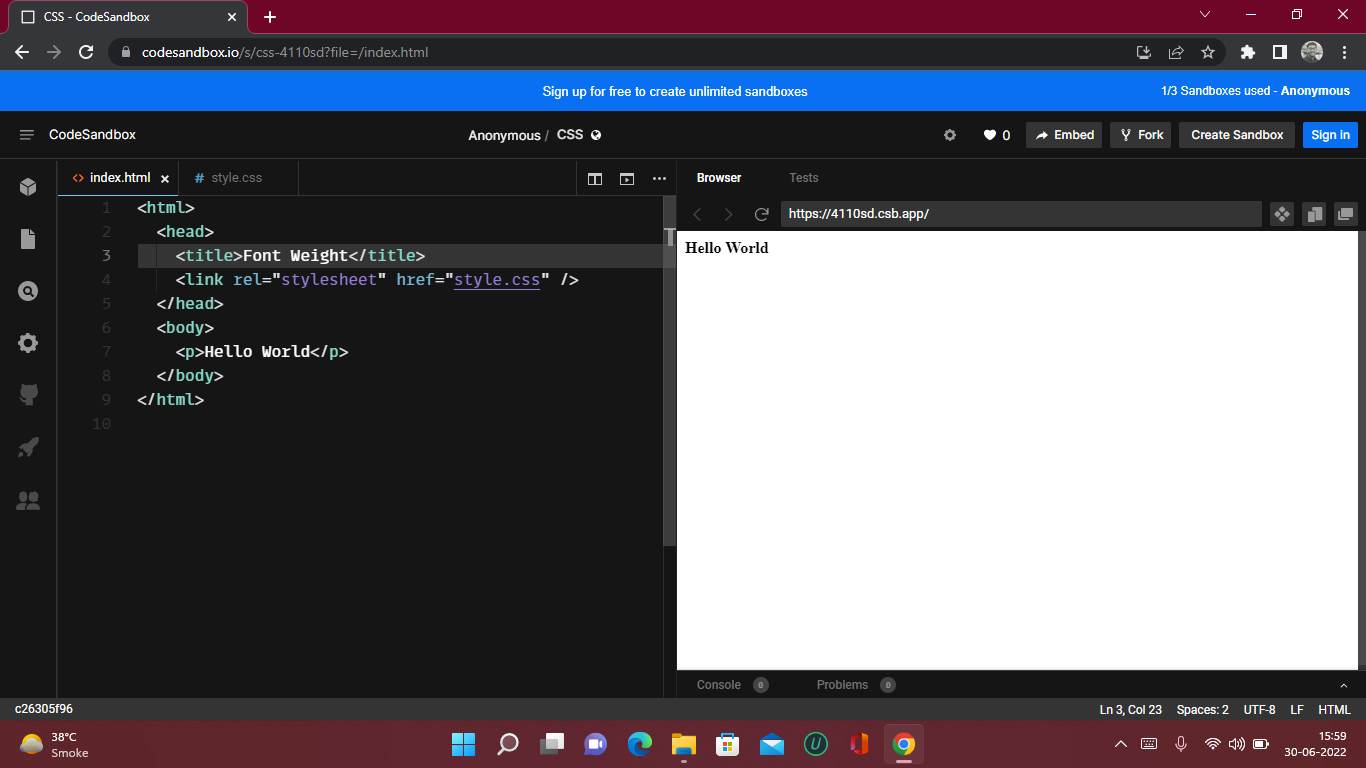 CSS - CodeSandbox
codesandbox.io/s/css-4110sd?file=/index.html
Sign up for free to create unlimited sandboxes
1/3 Sandboxes used - Anonymous
CodeSandbox
Anonymous / CSS
0
Embed
Fork
Create Sandbox
Sign in
index.html
# style.css
1 <html>
2 <head>
3 <title>Font Weight</title>
4 <link rel="stylesheet" href="style.css" />
5 </head>
6 <body>
7 <p>Hello World</p>
8 </body>
9 </html>
10
Browser
Tests
https://4110sd.csb.app/
Hello World
Console 0
Problems 0
c26305f96
Ln 3, Col 23
Spaces: 2
UTF-8
LF
HTML
38°C
Smoke
15:59
30-06-2022